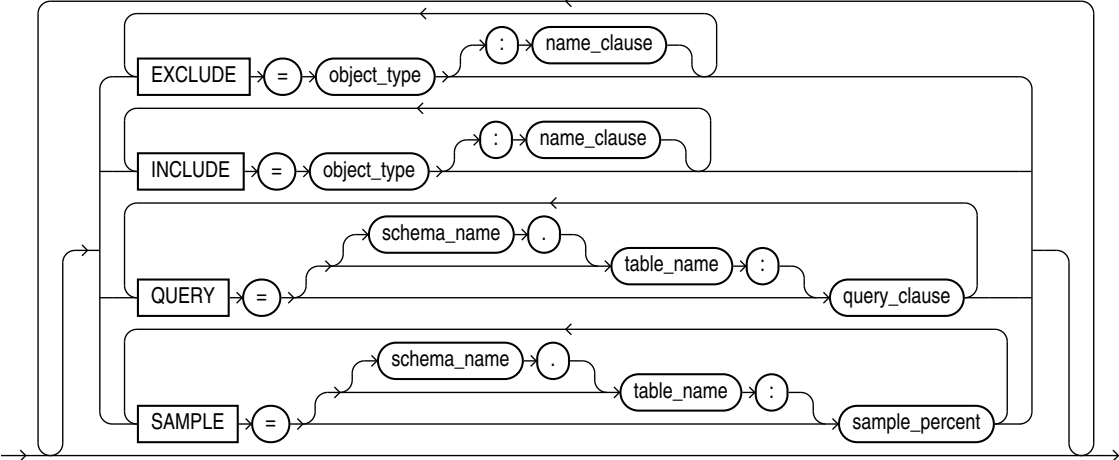 : name_clause
EXCLUDE = object_type
: name_clause
INCLUDE = object_type
schema_name .
table_name :
QUERY = query_clause
schema_name .
table_name :
SAMPLE = sample_percent